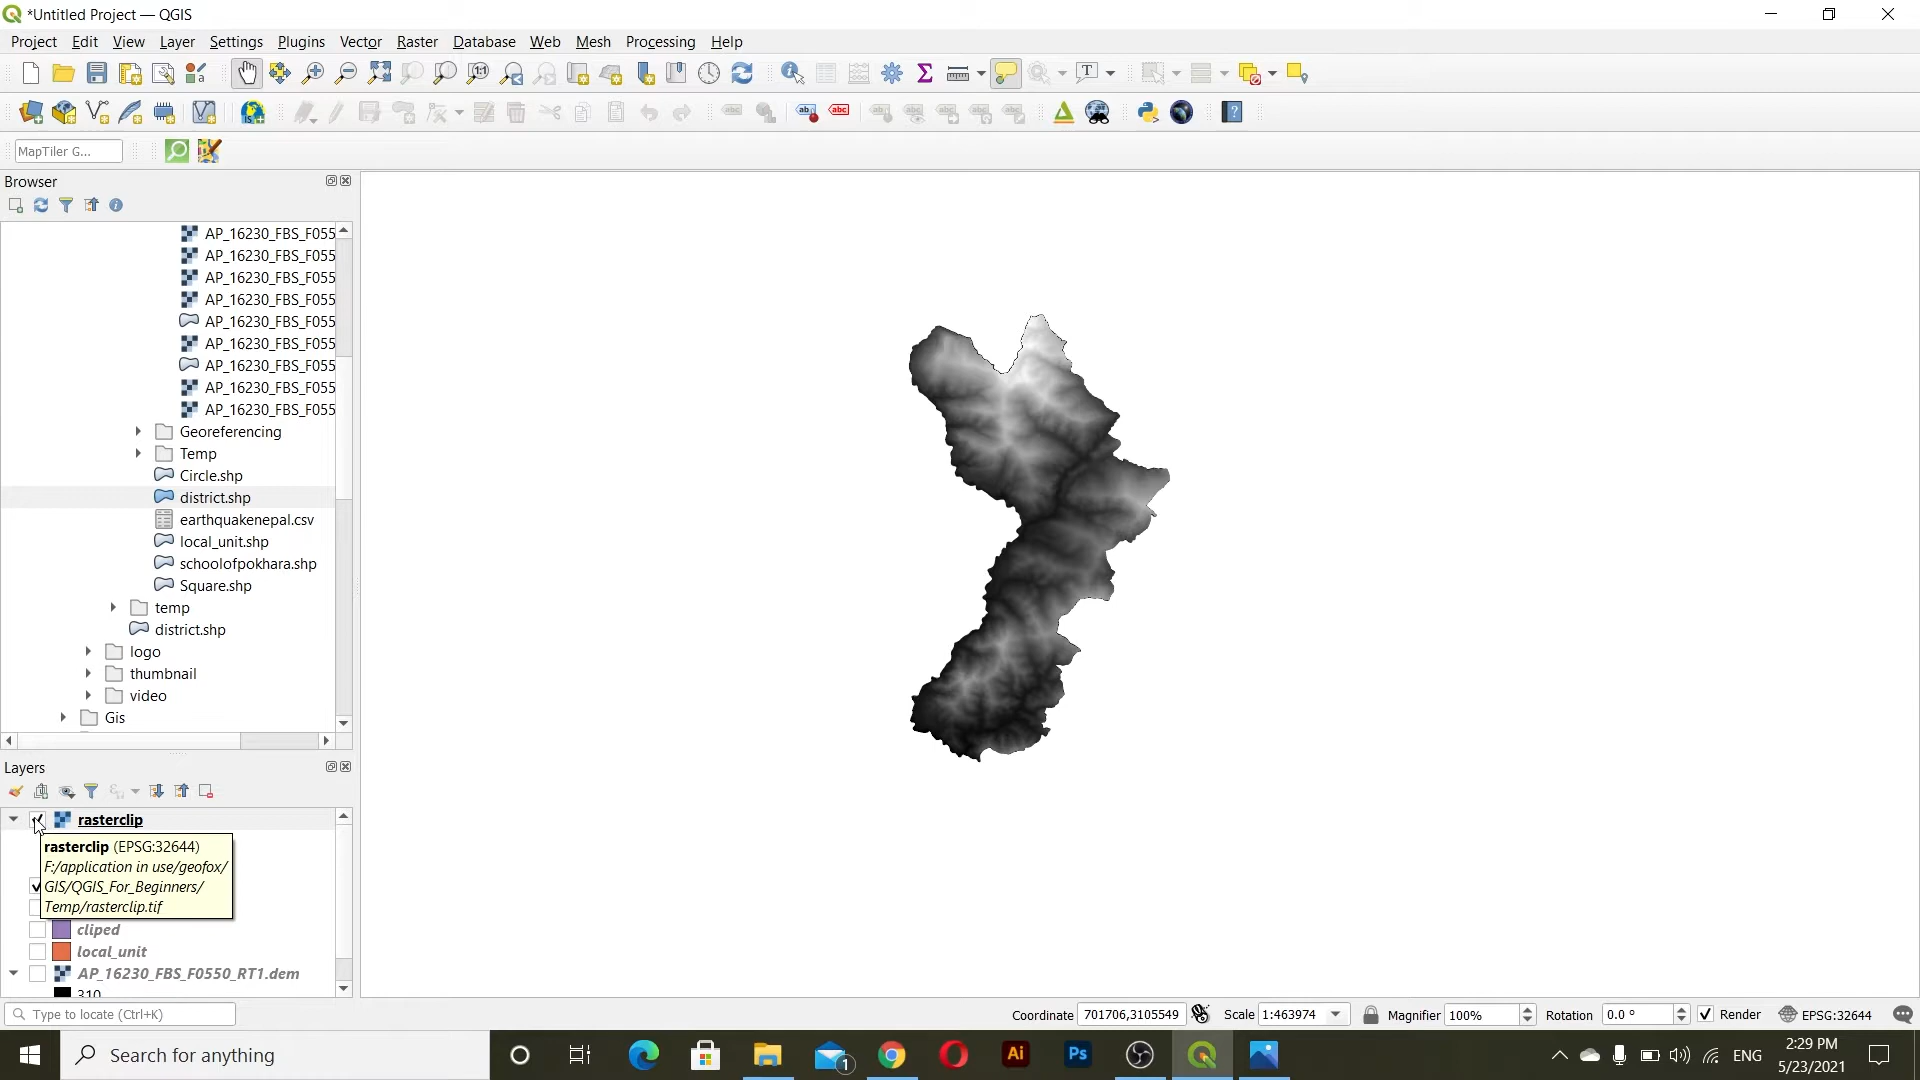 *Untitled Project — QGIS
Project Edit View Layer Settings Plugins Vector Raster Database Web Mesh Processing Help
MapTiler G...
Browser
AP_16230_FBS_F055
AP_16230_FBS_F055
AP_16230_FBS_F055
AP_16230_FBS_F055
AP_16230_FBS_F055
AP_16230_FBS_F055
AP_16230_FBS_F055
AP_16230_FBS_F055
AP_16230_FBS_F055
Georeferencing
Temp
Circle.shp
district.shp
earthquakenepal.csv
local_unit.shp
schoolofpokhara.shp
Square.shp
temp
district.shp
logo
thumbnail
video
Gis
Layers
rasterclip
rasterclip (EPSG:32644)
F:/application in use/geofox/
GIS/QGIS_For_Beginners/
Temp/rasterclip.tif
cliped
local_unit
AP_16230_FBS_F0550_RT1.dem
310
Type to locate (Ctrl+K)
Coordinate 701706,3105549 Scale 1:463974 Magnifier 100% Rotation 0.0 ° Render EPSG:32644
Search for anything
1
Ai
Ps
ENG
2:29 PM
5/23/2021